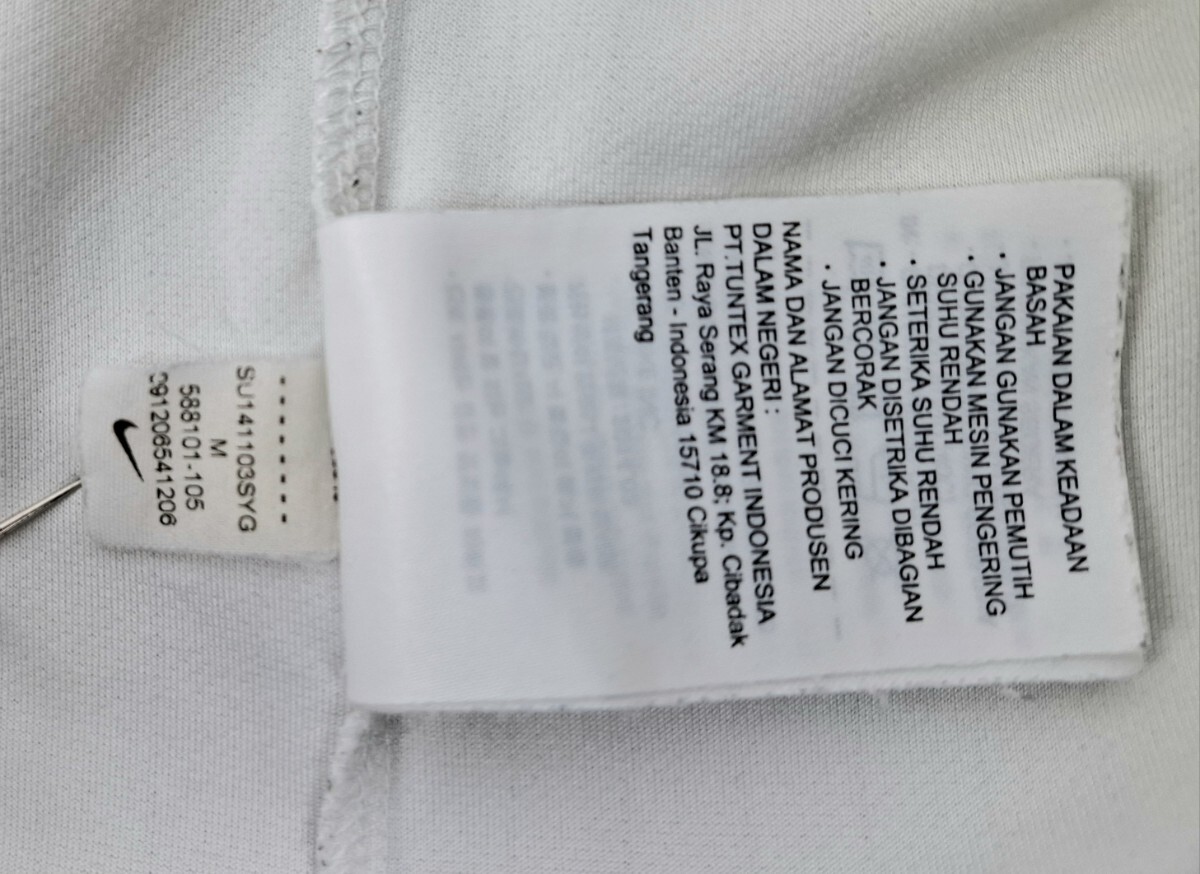 PAKAIAN DALAM KEADAAN
BASAH
• JANGAN GUNAKAN PEMUTIH
• GUNAKAN MESIN PENGERING
SUHU RENDAH
• SETERIKA SUHU RENDAH
• JANGAN DISETRIKA DIBAGIAN
BERCORAK
• JANGAN DICUCI KERING
NAMA DAN ALAMAT PRODUSEN
DALAM NEGERI :
PT.TUNTEX GARMENT INDONESIA
JL. Raya Serang KM 18.8; Kp. Cibadak
Banten - Indonesia 15710 Cikupa
Tangerang
- - - - - - -
SU141103SYG
M
588101-105
091206541206